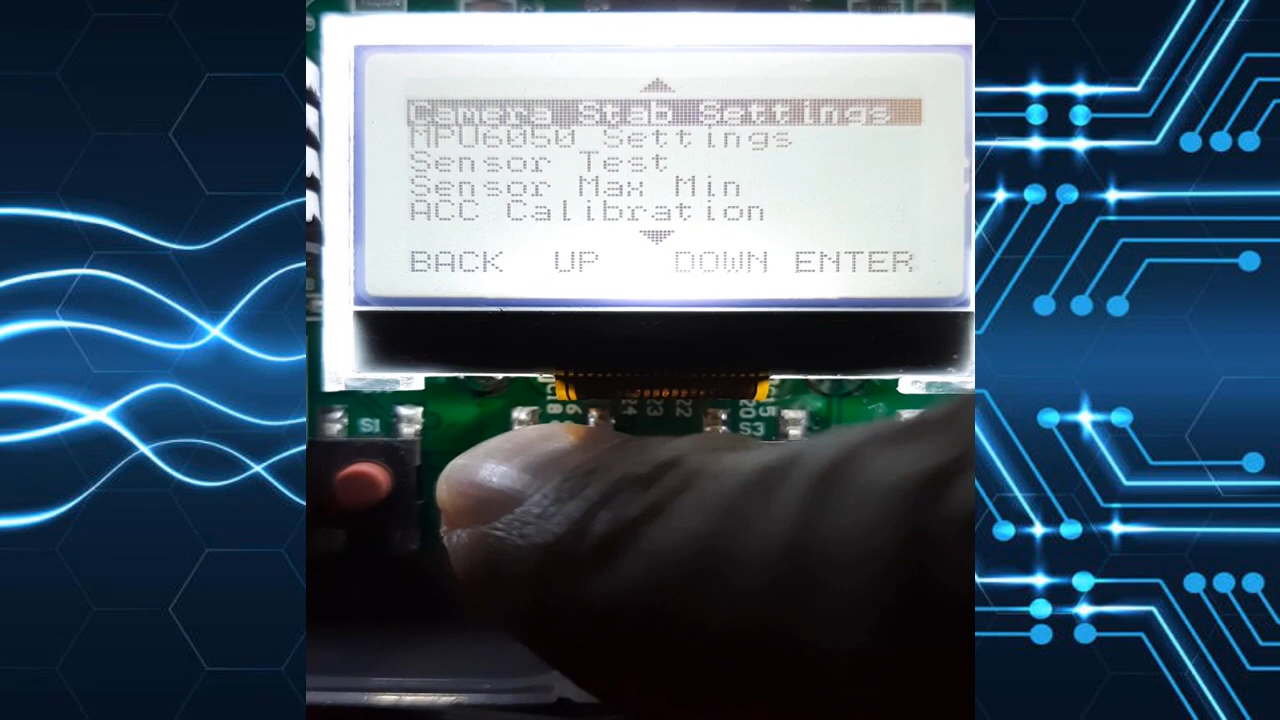 Camera Stab Settings
MPU6050 Settings
Sensor Test
Sensor Max Min
ACC Calibration
BACK UP DOWN ENTER
S1
S3